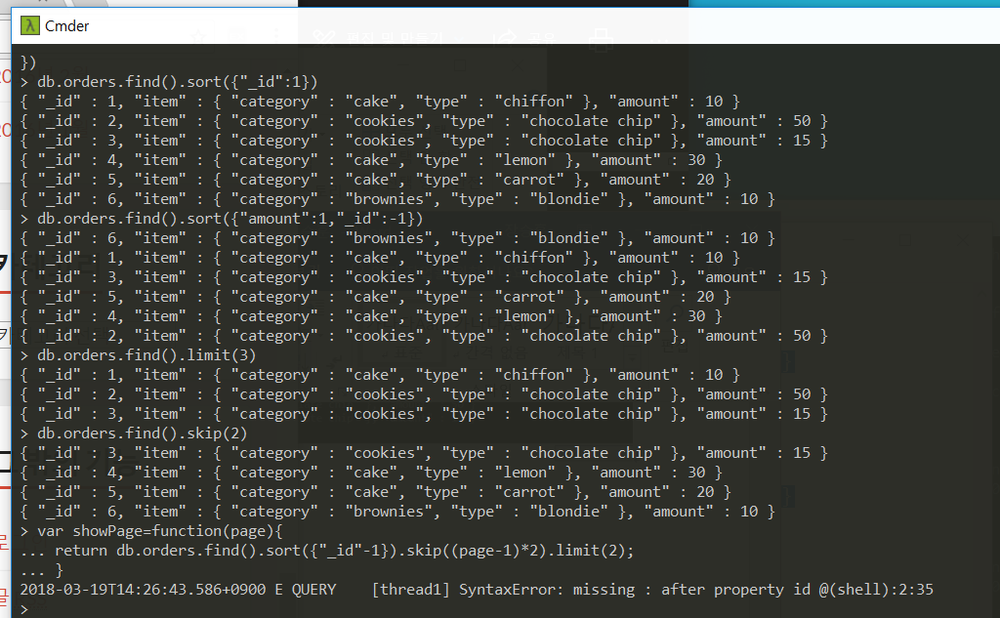 Cmder
})
> db.orders.find().sort({"_id":1})
{ "_id" : 1, "item" : { "category" : "cake", "type" : "chiffon" }, "amount" : 10 }
{ "_id" : 2, "item" : { "category" : "cookies", "type" : "chocolate chip" }, "amount" : 50 }
{ "_id" : 3, "item" : { "category" : "cookies", "type" : "chocolate chip" }, "amount" : 15 }
{ "_id" : 4, "item" : { "category" : "cake", "type" : "lemon" }, "amount" : 30 }
{ "_id" : 5, "item" : { "category" : "cake", "type" : "carrot" }, "amount" : 20 }
{ "_id" : 6, "item" : { "category" : "brownies", "type" : "blondie" }, "amount" : 10 }
> db.orders.find().sort({"amount":1,"_id":-1})
{ "_id" : 6, "item" : { "category" : "brownies", "type" : "blondie" }, "amount" : 10 }
{ "_id" : 1, "item" : { "category" : "cake", "type" : "chiffon" }, "amount" : 10 }
{ "_id" : 3, "item" : { "category" : "cookies", "type" : "chocolate chip" }, "amount" : 15 }
{ "_id" : 5, "item" : { "category" : "cake", "type" : "carrot" }, "amount" : 20 }
{ "_id" : 4, "item" : { "category" : "cake", "type" : "lemon" }, "amount" : 30 }
{ "_id" : 2, "item" : { "category" : "cookies", "type" : "chocolate chip" }, "amount" : 50 }
> db.orders.find().limit(3)
{ "_id" : 1, "item" : { "category" : "cake", "type" : "chiffon" }, "amount" : 10 }
{ "_id" : 2, "item" : { "category" : "cookies", "type" : "chocolate chip" }, "amount" : 50 }
{ "_id" : 3, "item" : { "category" : "cookies", "type" : "chocolate chip" }, "amount" : 15 }
> db.orders.find().skip(2)
{ "_id" : 3, "item" : { "category" : "cookies", "type" : "chocolate chip" }, "amount" : 15 }
{ "_id" : 4, "item" : { "category" : "cake", "type" : "lemon" }, "amount" : 30 }
{ "_id" : 5, "item" : { "category" : "cake", "type" : "carrot" }, "amount" : 20 }
{ "_id" : 6, "item" : { "category" : "brownies", "type" : "blondie" }, "amount" : 10 }
> var showPage=function(page){
... return db.orders.find().sort({"_id"-1}).skip((page-1)*2).limit(2);
... }
2018-03-19T14:26:43.586+0900 E QUERY    [thread1] SyntaxError: missing : after property id @(shell):2:35
>